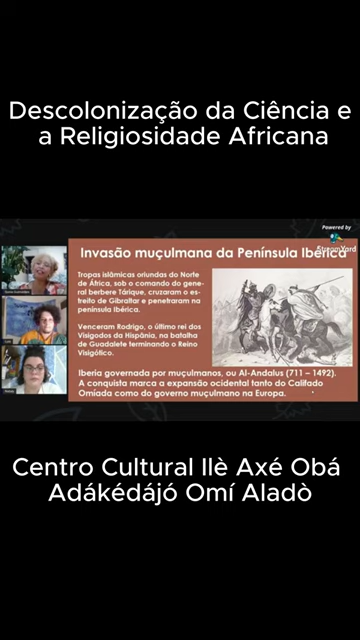 Descolonização da Ciência e
a Religiosidade Africana
Powered by
StreamYard
Invasão muçulmana da Península Ibérica
Tropas islâmicas oriundas do Norte
de África, sob o comando do gene-
ral berbere Tárique, cruzaram o es-
treito de Gibraltar e penetraram na
península Ibérica.
Venceram Rodrigo, o último rei dos
Visigodos da Hispânia, na batalha
de Guadalete terminando o Reino
Visigótico.
Iberia governada por muçulmanos, ou Al-Andalus (711 – 1492).
A conquista marca a expansão ocidental tanto do Califado
Omíada como do governo muçulmano na Europa.
Centro Cultural Ilè Axé Obá
Adákédájó Omí Aladò